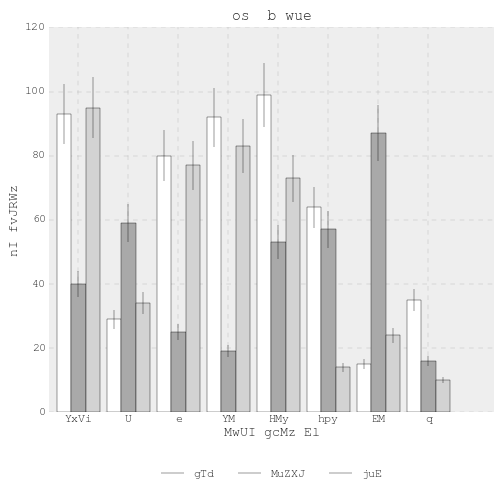 os  b wue
120
100
80
60
40
20
0
nI fvJRWz
YxVi U e YM HMy hpy EM q
MwUI gcMz El
gTd MuZXJ juE